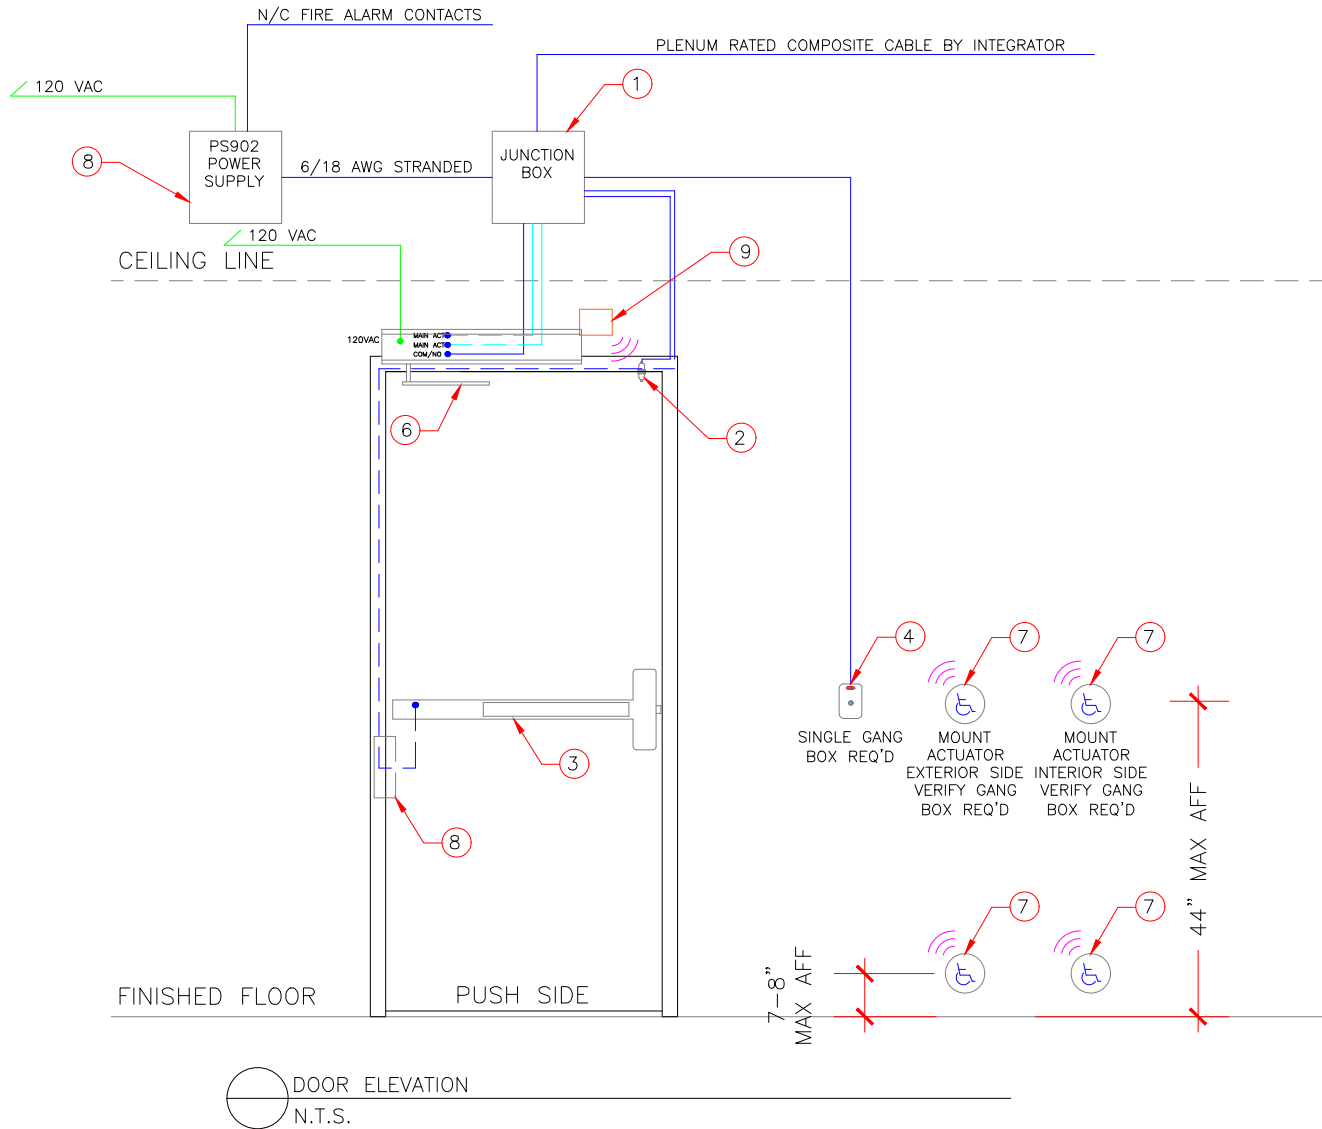 N/C FIRE ALARM CONTACTS
PLENUM RATED COMPOSITE CABLE BY INTEGRATOR
120 VAC
1
PS902
POWER
SUPPLY
8
6/18 AWG STRANDED
JUNCTION
BOX
120 VAC
CEILING LINE
9
120VAC
MAIN ACT
MAIN ACT
COM/NO
6
2
4
7
7
SINGLE GANG
BOX REQ'D
MOUNT
ACTUATOR
EXTERIOR SIDE
VERIFY GANG
BOX REQ'D
MOUNT
ACTUATOR
INTERIOR SIDE
VERIFY GANG
BOX REQ'D
3
8
44" MAX AFF
7
7
7-8"
MAX AFF
FINISHED FLOOR
PUSH SIDE
DOOR ELEVATION
N.T.S.